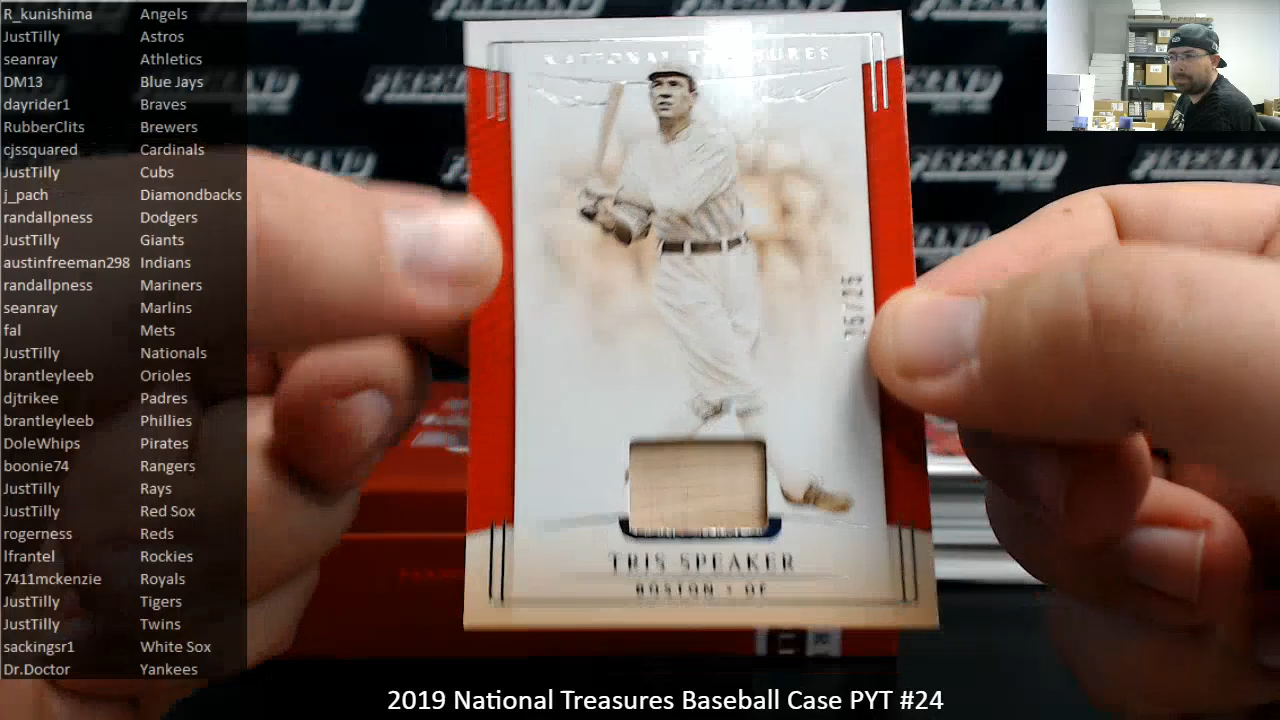 R_kunishima Angels
JustTilly Astros
seanray Athletics
DM13 Blue Jays
dayrider1 Braves
RubberClits Brewers
cjssquared Cardinals
JustTilly Cubs
j_pach Diamondbacks
randallpness Dodgers
JustTilly Giants
austinfreeman298 Indians
randallpness Mariners
seanray Marlins
fal Mets
JustTilly Nationals
brantleyleeb Orioles
djtrikee Padres
brantleyleeb Phillies
DoleWhips Pirates
boonie74 Rangers
JustTilly Rays
JustTilly Red Sox
rogerness Reds
lfrantel Rockies
7411mckenzie Royals
JustTilly Tigers
JustTilly Twins
sackingsr1 White Sox
Dr.Doctor Yankees
NATIONAL TREASURES
TRIS SPEAKER
BOSTON | OF
2019 National Treasures Baseball Case PYT #24